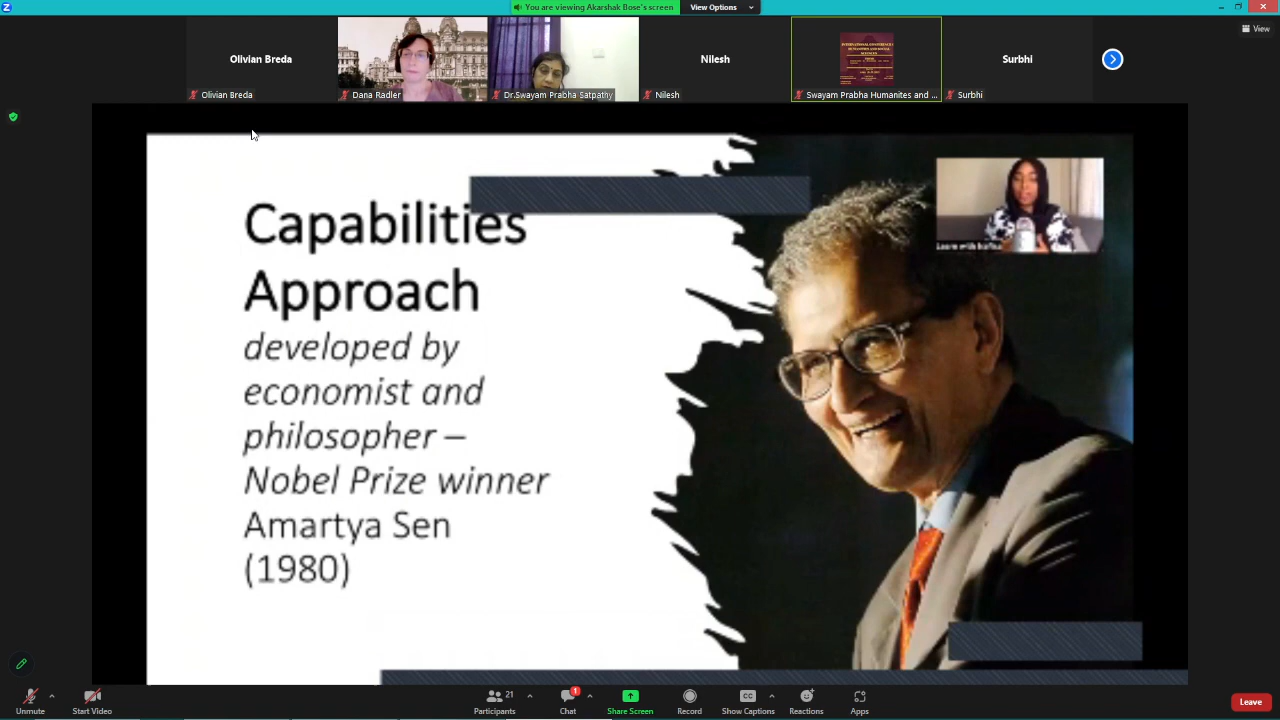 You are viewing Akarshak Bose's screen
View Options
View
Olivian Breda
Olivian Breda
Dana Radler
Dr.Swayam Prabha Satpathy
Nilesh
Nilesh
Swayam Prabha Humanites and ...
Surbhi
Surbhi
Capabilities
Approach
developed by
economist and
philosopher –
Nobel Prize winner
Amartya Sen
(1980)
Unmute
Start Video
21
Participants
1
Chat
Share Screen
Record
CC
Show Captions
Reactions
Apps
Leave